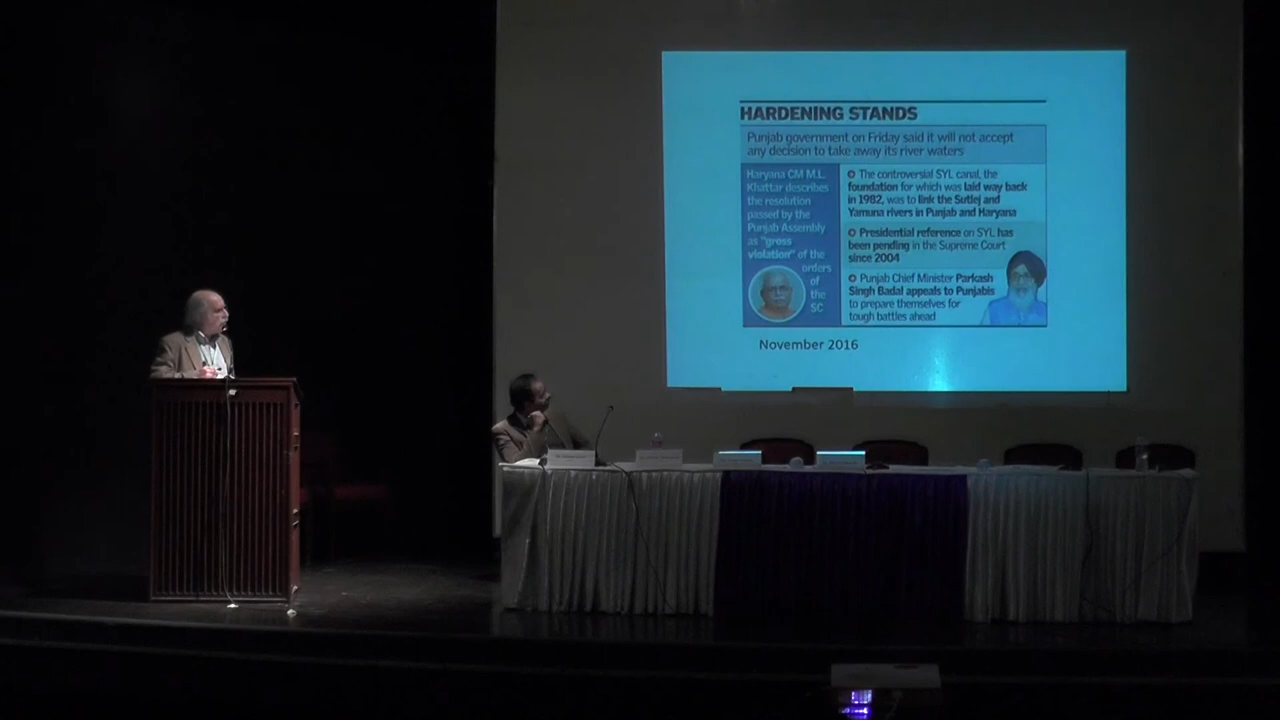 HARDENING STANDS
Punjab government on Friday said it will not accept
any decision to take away its river waters
Haryana CM M.L.
Khattar describes
the resolution
passed by the
Punjab Assembly
as "gross
violation" of the
orders
of
the
SC
The controversial SYL canal, the
foundation for which was laid way back
in 1982, was to link the Sutlej and
Yamuna rivers in Punjab and Haryana
Presidential reference on SYL has
been pending in the Supreme Court
since 2004
Punjab Chief Minister Parkash
Singh Badal appeals to Punjabis
to prepare themselves for
tough battles ahead
November 2016